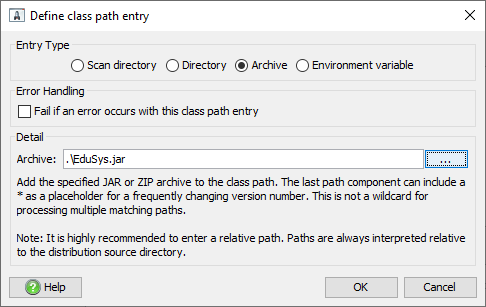 Define class path entry
Entry Type
Scan directory Directory Archive Environment variable
Error Handling
Fail if an error occurs with this class path entry
Detail
Archive: .\EduSys.jar ...
Add the specified JAR or ZIP archive to the class path. The last path component can include
* as a placeholder for a frequently changing version number. This is not a wildcard for
processing multiple matching paths.
Note: It is highly recommended to enter a relative path. Paths are always interpreted relative
to the distribution source directory.
? Help OK Cancel